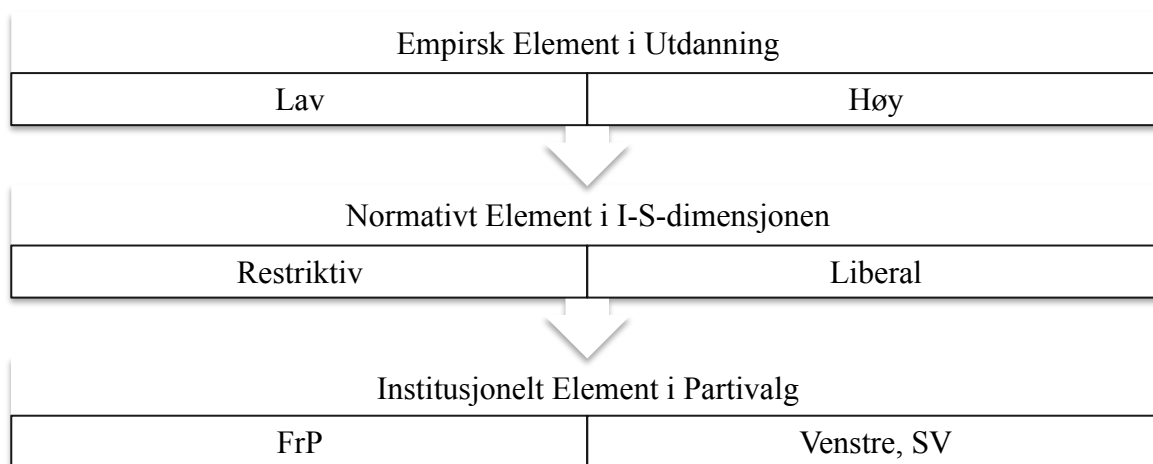 Empirsk Element i Utdanning
Lav Høy
Normativt Element i I-S-dimensjonen
Restriktiv Liberal
Institusjonelt Element i Partivalg
FrP Venstre, SV